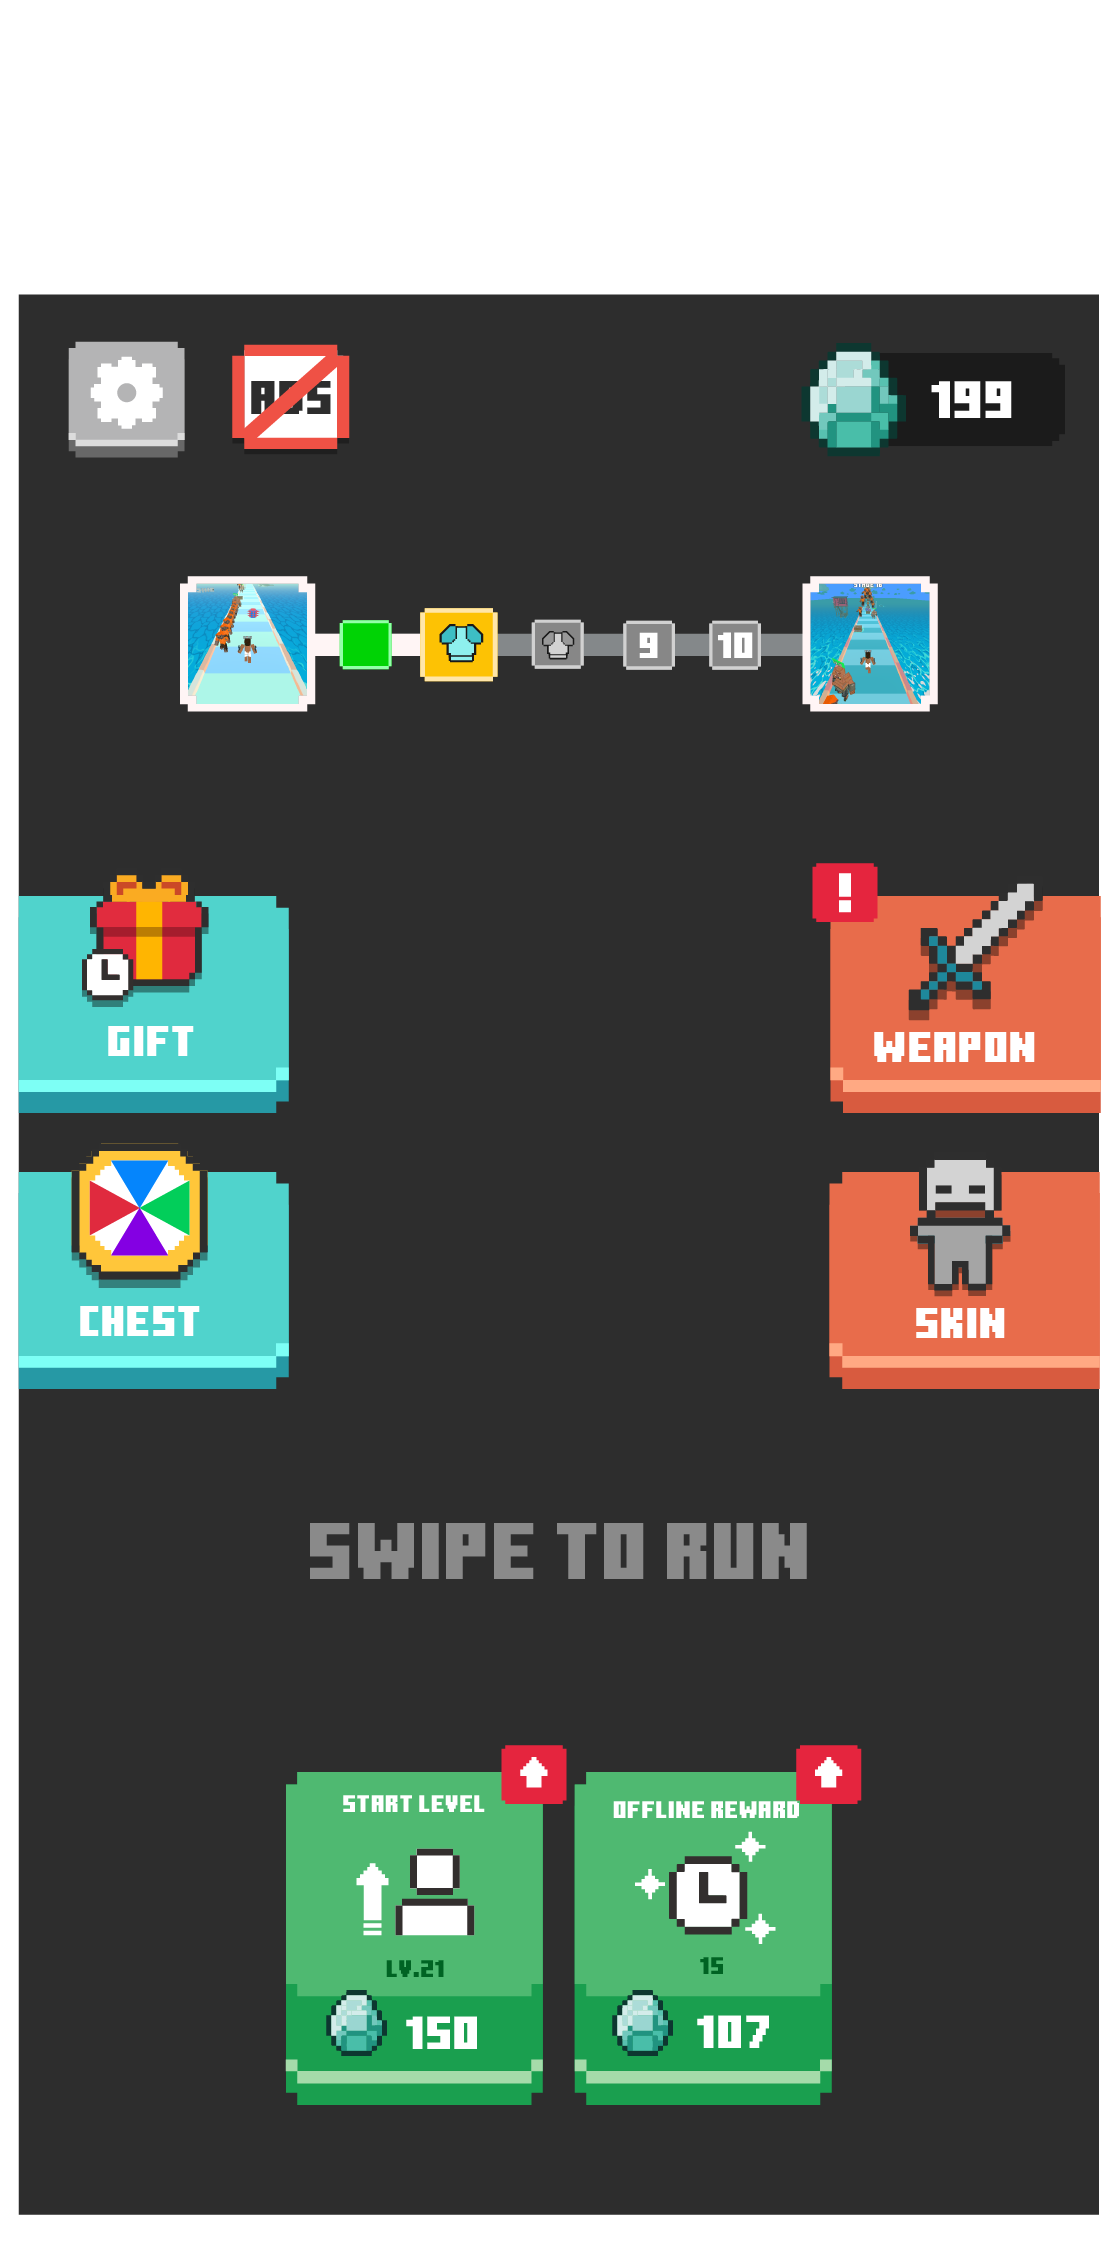 ADS
199
9
10
GIFT
!
WEAPON
CHEST
SKIN
SWIPE TO RUN
START LEVEL
OFFLINE REWARD
LV.21
15
150
107